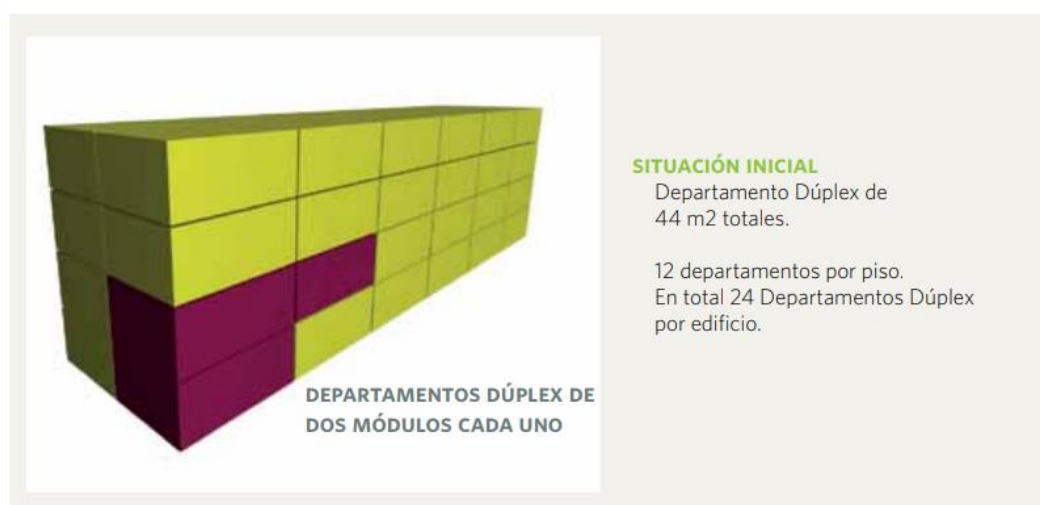 DEPARTAMENTOS DÚPLEX DE
DOS MÓDULOS CADA UNO
SITUACIÓN INICIAL
Departamento Dúplex de
44 m2 totales.
12 departamentos por piso.
En total 24 Departamentos Dúplex
por edificio.